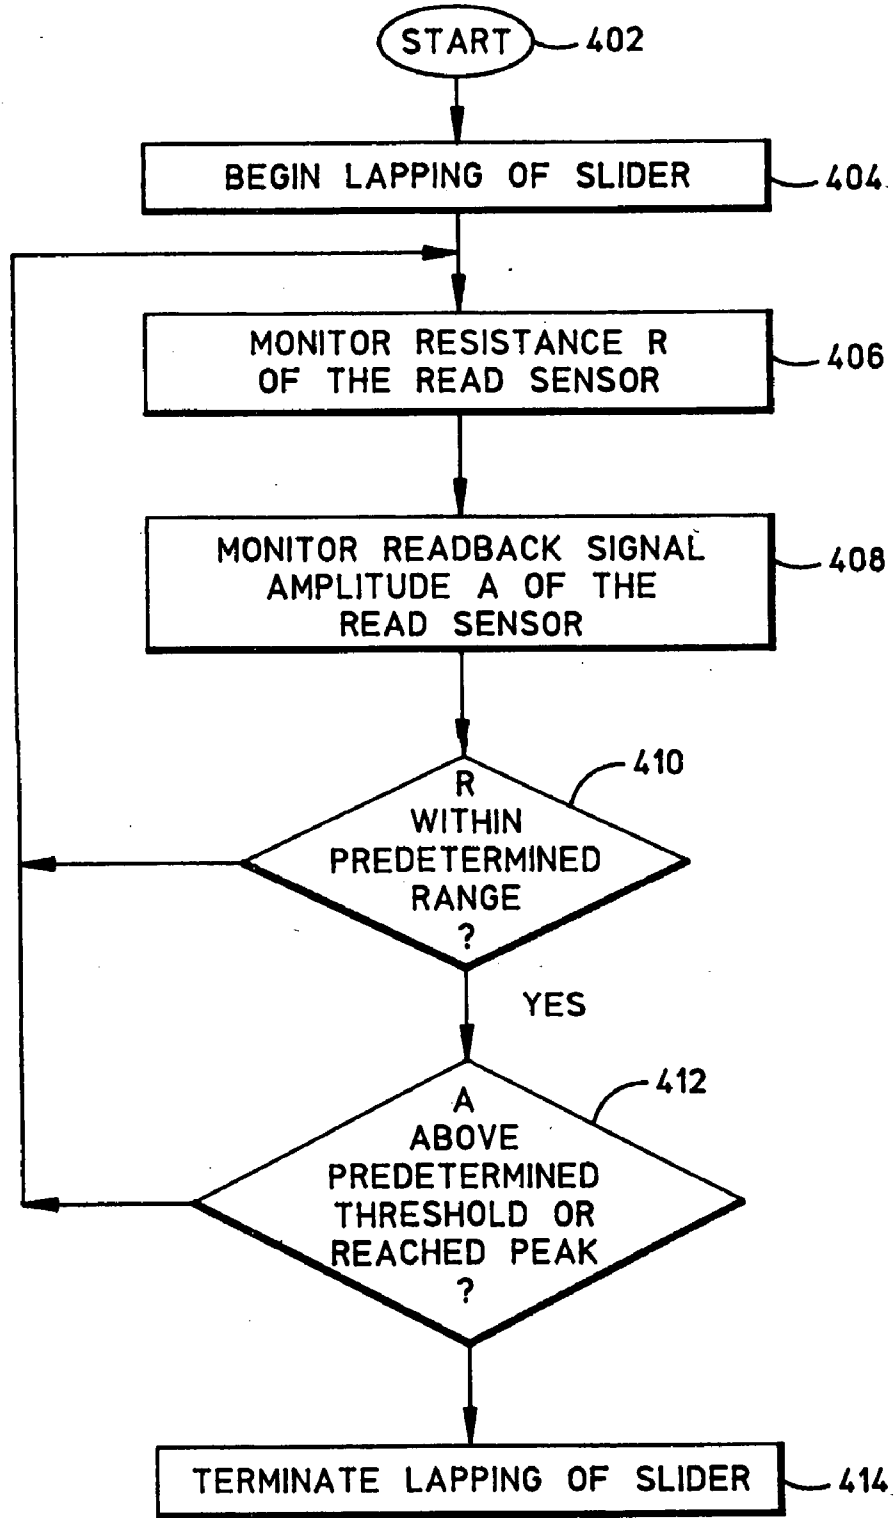 START
402
BEGIN LAPPING OF SLIDER
404
MONITOR RESISTANCE R
OF THE READ SENSOR
406
MONITOR READBACK SIGNAL
AMPLITUDE A OF THE
READ SENSOR
408
R
WITHIN
PREDETERMINED
RANGE
?
410
YES
A
ABOVE
PREDETERMINED
THRESHOLD OR
REACHED PEAK
?
412
TERMINATE LAPPING OF SLIDER
414